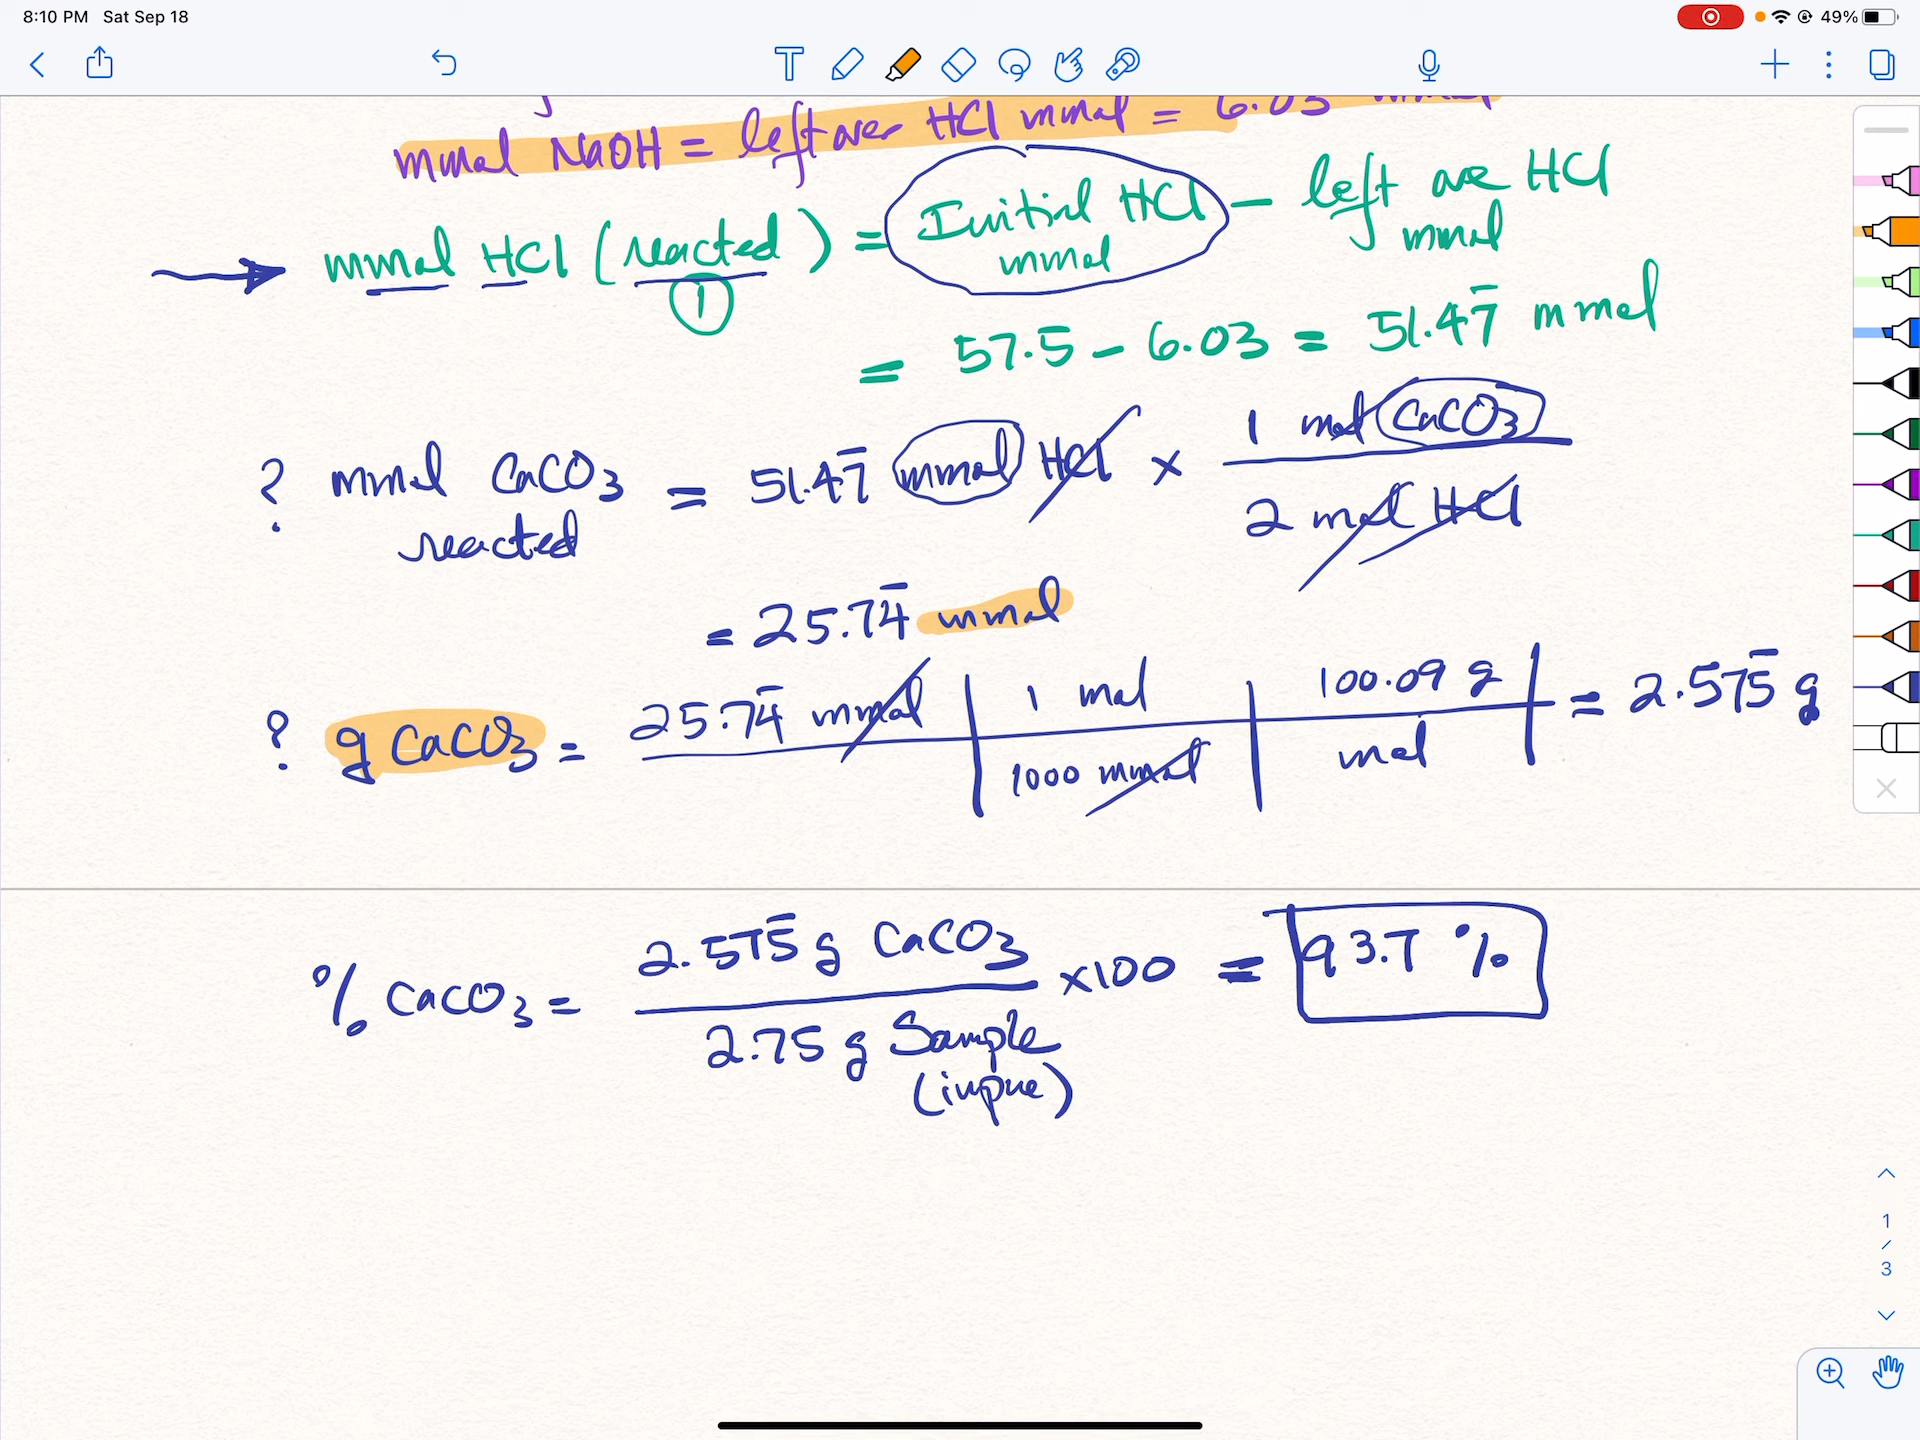 8:10 PM Sat Sep 18
49%
mmol NaOH = left over HCl mmol = 6.03 mmol
mmol HCl (reacted) = Initial HCl mmol - left over HCl mmol
1
= 57.5 - 6.03 = 51.47 mmol
? mmol CaCO3 reacted = 51.47 mmol HCl x 1 mol CaCO3 / 2 mol HCl
= 25.74 mmol
? g CaCO3 = 25.74 mmol | 1 mol / 1000 mmol | 100.09 g / mol | = 2.575 g
% CaCO3 = 2.575 g CaCO3 / 2.75 g Sample (impure) x100 = 93.7 %
1
/
3